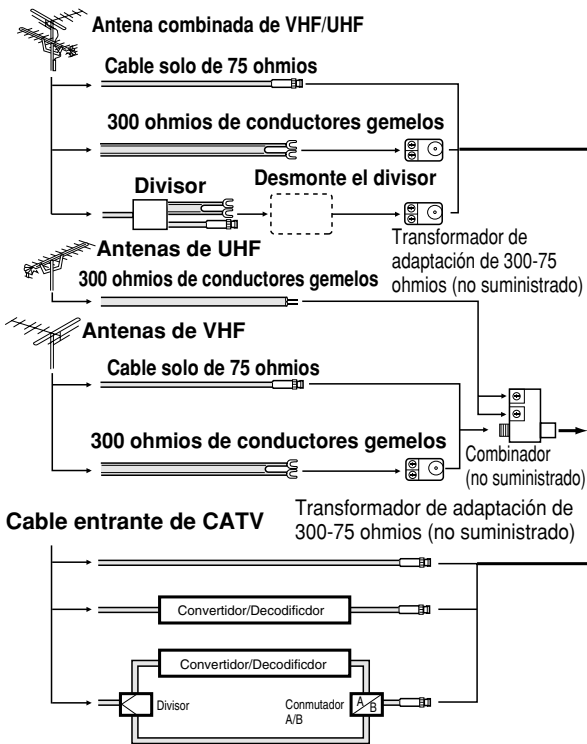 Antena combinada de VHF/UHF
Cable solo de 75 ohmios
300 ohmios de conductores gemelos
Divisor
Desmonte el divisor
Transformador de
adaptación de 300-75
ohmios (no suministrado)
Antenas de UHF
300 ohmios de conductores gemelos
Antenas de VHF
Cable solo de 75 ohmios
300 ohmios de conductores gemelos
Combinador
(no suministrado)
Transformador de adaptación de
300-75 ohmios (no suministrado)
Cable entrante de CATV
Convertidor/Decodificdor
Convertidor/Decodificdor
Divisor
Conmutador
A/B
A
B